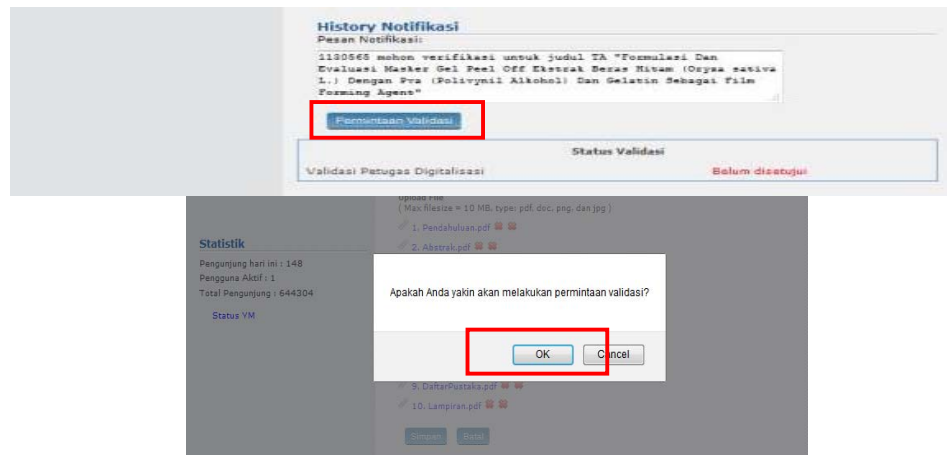 History Notifikasi
Pesan Notifikasi:
1130565 mohon verifikasi untuk judul TA "Formulasi Dan
Evaluasi Masker Gel Peel Off Ekstrak Beras Hitam (Oryza sativa
L.) Dengan Pva (Polivynil Alkohol) Dan Gelatin Sebagai Film
Forming Agent"
Permintaan Validasi
Status Validasi
Validasi Petugas Digitalisasi Belum disetujui
Upload File
( Max filesize = 10 MB, type: pdf, doc, png, dan jpg )
1. Pendahuluan.pdf
2. Abstrak.pdf
Statistik
Pengunjung hari ini : 148
Pengguna Aktif : 1
Total Pengunjung : 644304
Status YM
Apakah Anda yakin akan melakukan permintaan validasi?
OK Cancel
9. DaftarPustaka.pdf
10. Lampiran.pdf
Simpan Batal